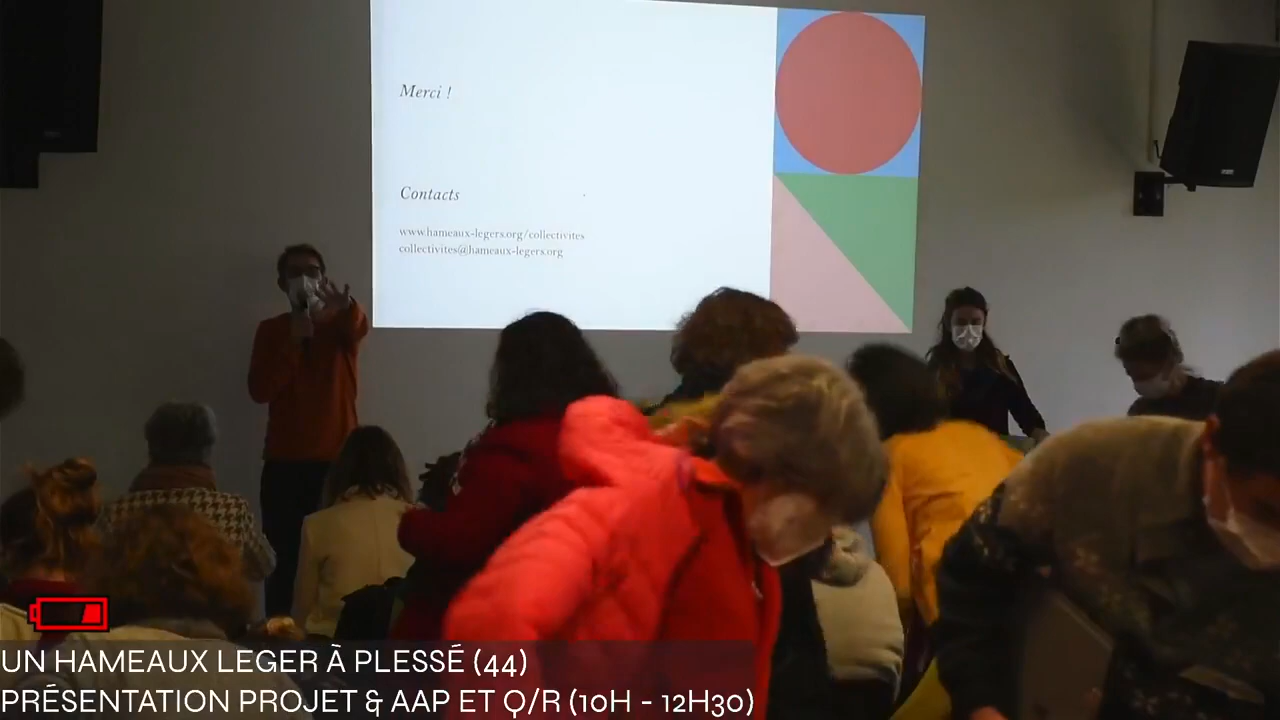 Merci !
Contacts
www.hameaux-legers.org/collectivites
collectivites@hameaux-legers.org
UN HAMEAUX LEGER À PLESSÉ (44)
PRÉSENTATION PROJET & AAP ET Q/R (10H - 12H30)